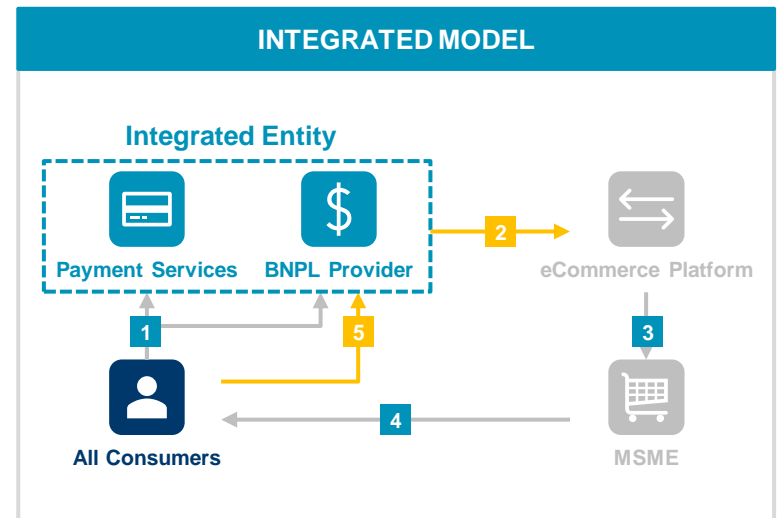 INTEGRATED MODEL
Integrated Entity
$
Payment Services
BNPL Provider
2
eCommerce Platform
1
5
3
4
All Consumers
MSME